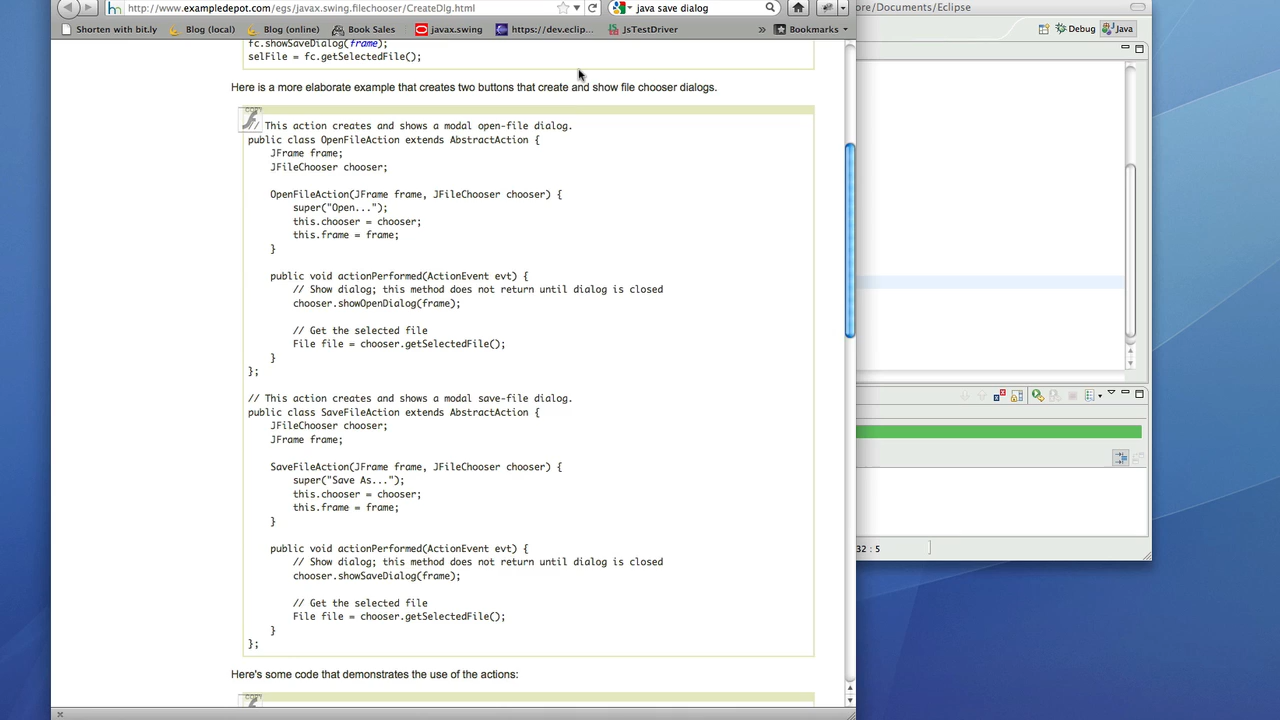 http://www.exampledepot.com/egs/javax.swing.filechooser/CreateDlg.html
java save dialog
ore/Documents/Eclipse
Shorten with bit.ly
Blog (local)
Blog (online)
Book Sales
javax.swing
https://dev.eclip...
JsTestDriver
»
Bookmarks
Debug
Java
fc.showSaveDialog(frame);
selFile = fc.getSelectedFile();
Here is a more elaborate example that creates two buttons that create and show file chooser dialogs.
COPY
// This action creates and shows a modal open-file dialog.
public class OpenFileAction extends AbstractAction {
JFrame frame;
JFileChooser chooser;
OpenFileAction(JFrame frame, JFileChooser chooser) {
super("Open...");
this.chooser = chooser;
this.frame = frame;
}
public void actionPerformed(ActionEvent evt) {
// Show dialog; this method does not return until dialog is closed
chooser.showOpenDialog(frame);
// Get the selected file
File file = chooser.getSelectedFile();
}
};
// This action creates and shows a modal save-file dialog.
public class SaveFileAction extends AbstractAction {
JFileChooser chooser;
JFrame frame;
SaveFileAction(JFrame frame, JFileChooser chooser) {
super("Save As...");
this.chooser = chooser;
this.frame = frame;
}
public void actionPerformed(ActionEvent evt) {
// Show dialog; this method does not return until dialog is closed
chooser.showSaveDialog(frame);
// Get the selected file
File file = chooser.getSelectedFile();
}
};
32 : 5
Here's some code that demonstrates the use of the actions:
COPY